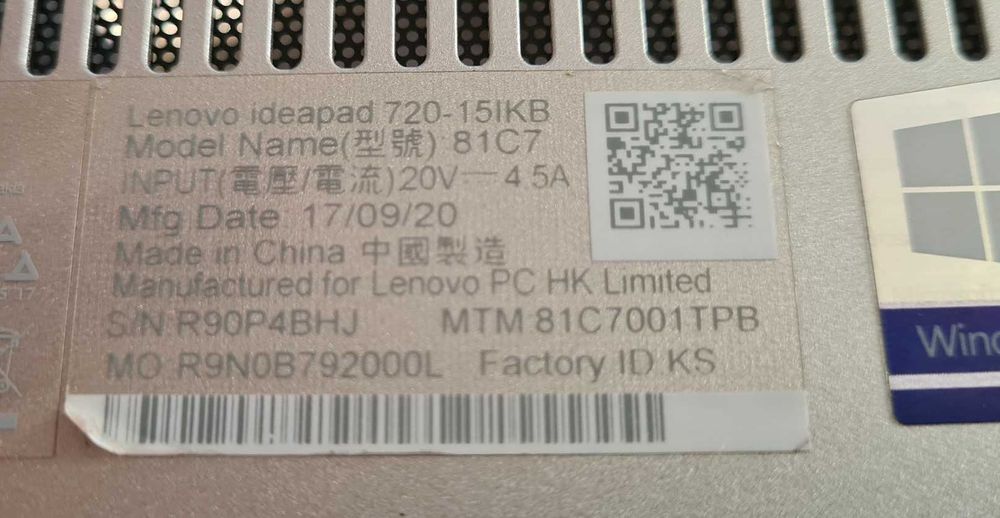 Lenovo ideapad 720-15IKB
Model Name(型號) 81C7
INPUT(電壓/電流)20V⎓4.5A
Mfg Date 17/09/20
Made in China 中國製造
Manufactured for Lenovo PC HK Limited
S/N R90P4BHJ MTM 81C7001TPB
MO R9N0B792000L Factory ID KS